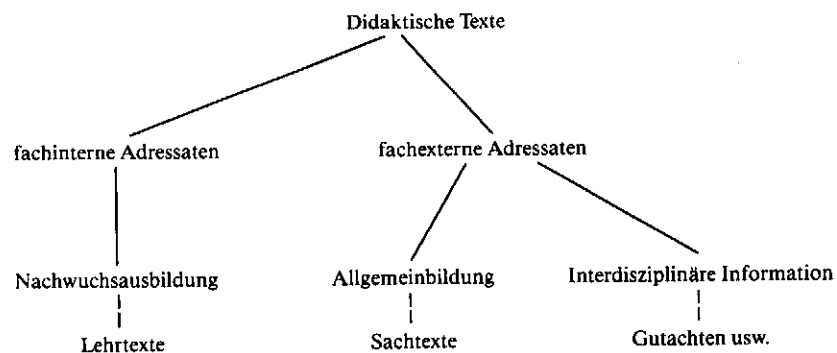 Didaktische Texte
fachinterne Adressaten
fachexterne Adressaten
Nachwuchsausbildung
Allgemeinbildung
Interdisziplinäre Information
Lehrtexte
Sachtexte
Gutachten usw.